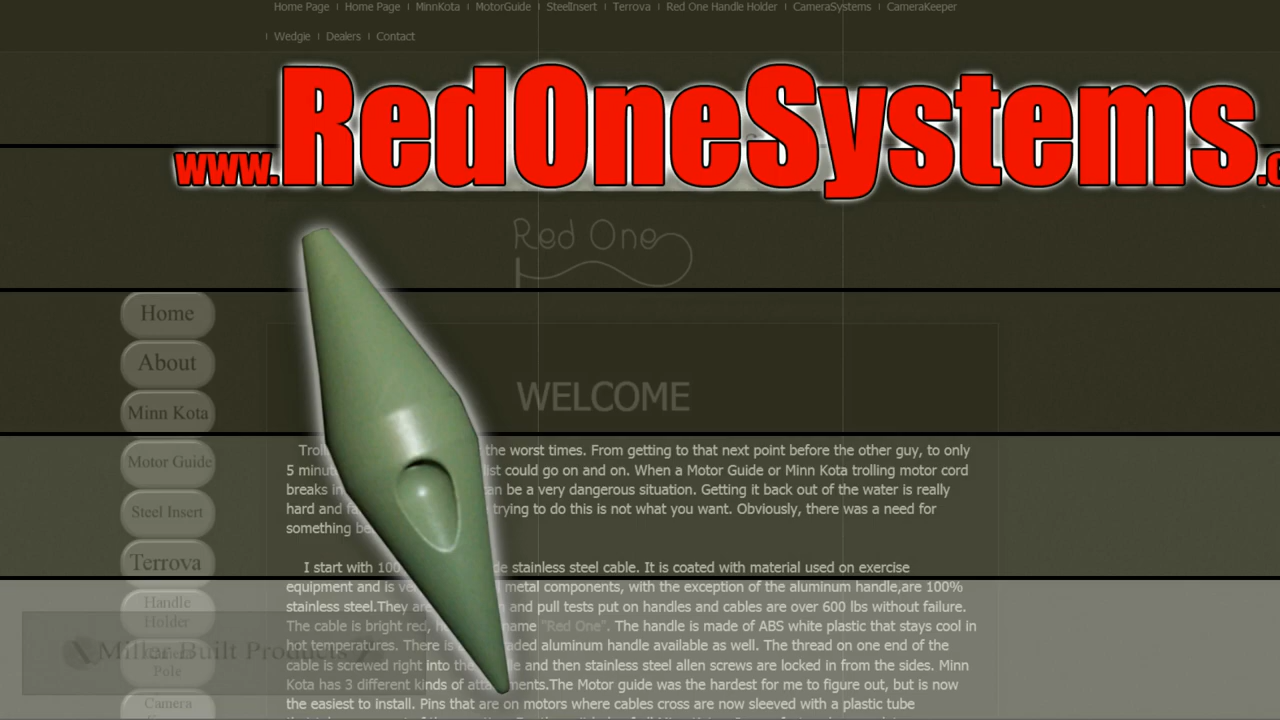 Home Page Home Page MinnKota MotorGuide SteelInsert Terrova Red One Handle Holder CameraSystems CameraKeeper
Wedgie Dealers Contact
www.RedOneSystems.
Red One
Home
About
Minn Kota
Motor Guide
Steel Insert
Terrova
Handle
Holder
Miller Built Products
Pole
Camera
WELCOME
the worst times. From getting to that next point before the other guy, to only
5 could go on and on. When a Motor Guide or Minn Kota trolling motor cord
breaks can be a very dangerous situation. Getting it back out of the water is really
hard and trying to do this is not what you want. Obviously, there was a need for
something
I start with stainless steel cable. It is coated with material used on exercise
equipment and is metal components, with the exception of the aluminum handle,are 100%
stainless steel.They and pull tests put on handles and cables are over 600 lbs without failure.
The cable is bright red, name "Red One". The handle is made of ABS white plastic that stays cool in
hot temperatures. There is aluminum handle available as well. The thread on one end of the
cable is screwed right into the and then stainless steel allen screws are locked in from the sides. Minn
Kota has 3 different kinds of The Motor guide was the hardest for me to figure out, but is now
the easiest to install. Pins that are on motors where cables cross are now sleeved with a plastic tube